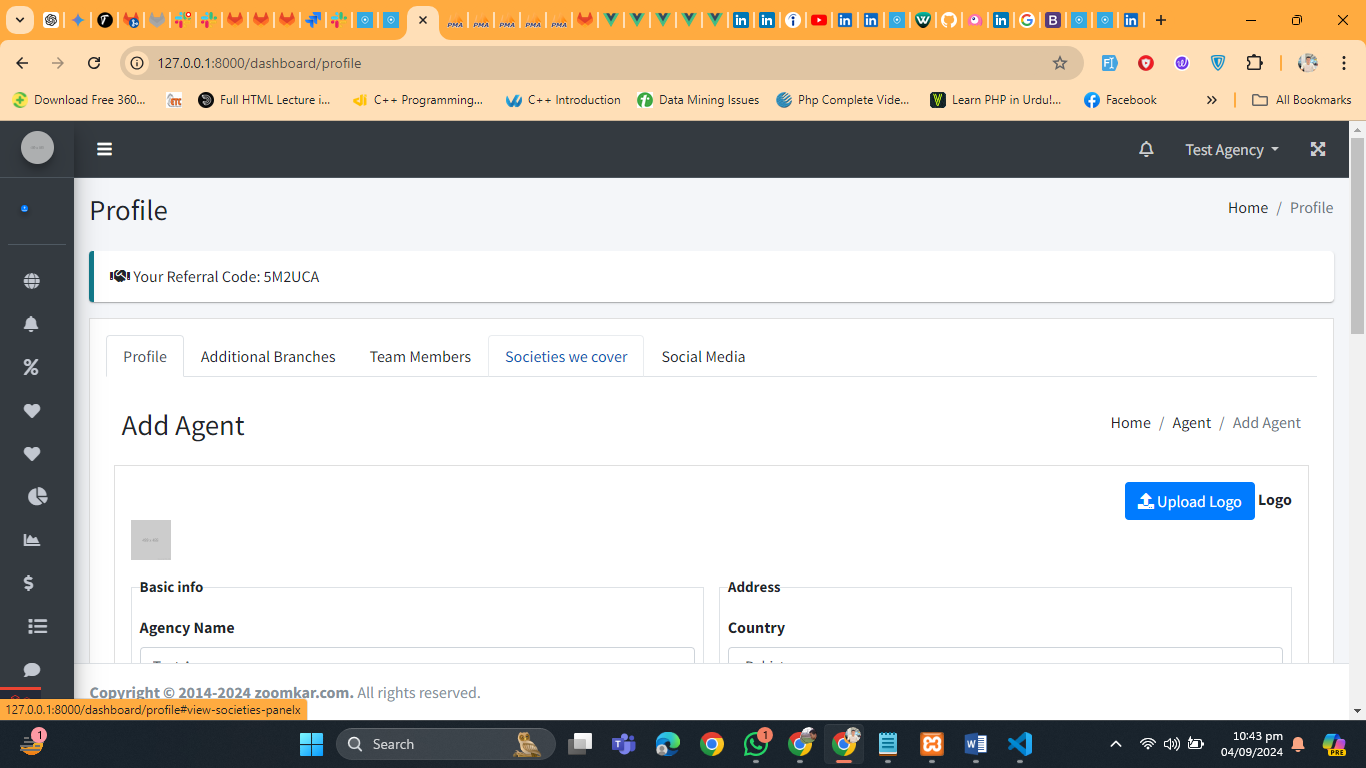 127.0.0.1:8000/dashboard/profile
Download Free 360...
Full HTML Lecture i...
C++ Programming...
C++ Introduction
Data Mining Issues
Php Complete Vide...
Learn PHP in Urdu!...
Facebook
All Bookmarks
Test Agency
Profile
Home / Profile
Your Referral Code: 5M2UCA
Profile
Additional Branches
Team Members
Societies we cover
Social Media
Add Agent
Home / Agent / Add Agent
Upload Logo
Logo
Basic info
Address
Agency Name
Country
Copyright © 2014-2024 zoomkar.com. All rights reserved.
127.0.0.1:8000/dashboard/profile#view-societies-panelx
1
Search
1
10:43 pm
04/09/2024
PRE